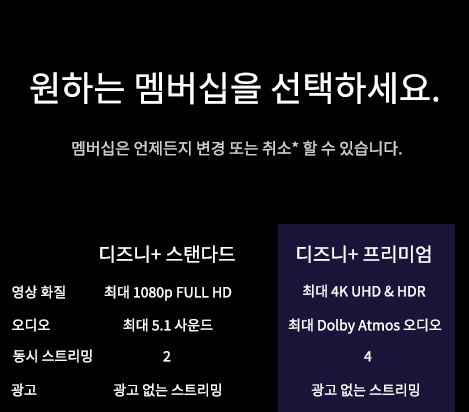 원하는 멤버십을 선택하세요.
멤버십은 언제든지 변경 또는 취소* 할 수 있습니다.
디즈니+ 스탠다드 디즈니+ 프리미엄
영상 화질 최대 1080p FULL HD 최대 4K UHD & HDR
오디오 최대 5.1 사운드 최대 Dolby Atmos 오디오
동시 스트리밍 2 4
광고 광고 없는 스트리밍 광고 없는 스트리밍